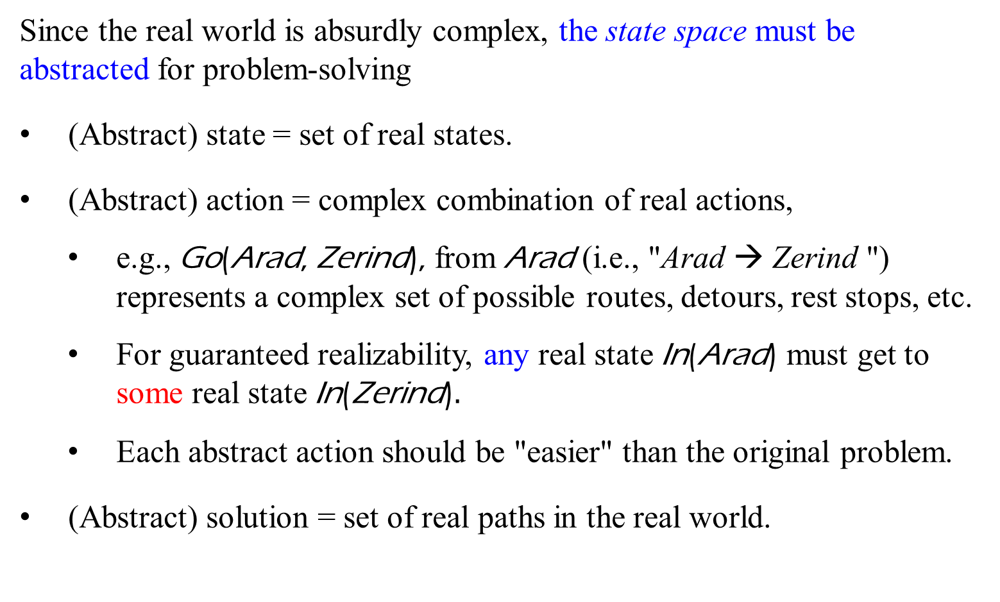 Since the real world is absurdly complex, the state space must be
abstracted for problem-solving
• (Abstract) state = set of real states.
• (Abstract) action = complex combination of real actions,
• e.g., Go(Arad, Zerind), from Arad (i.e., "Arad → Zerind ")
represents a complex set of possible routes, detours, rest stops, etc.
• For guaranteed realizability, any real state In(Arad) must get to
some real state In(Zerind).
• Each abstract action should be "easier" than the original problem.
• (Abstract) solution = set of real paths in the real world.